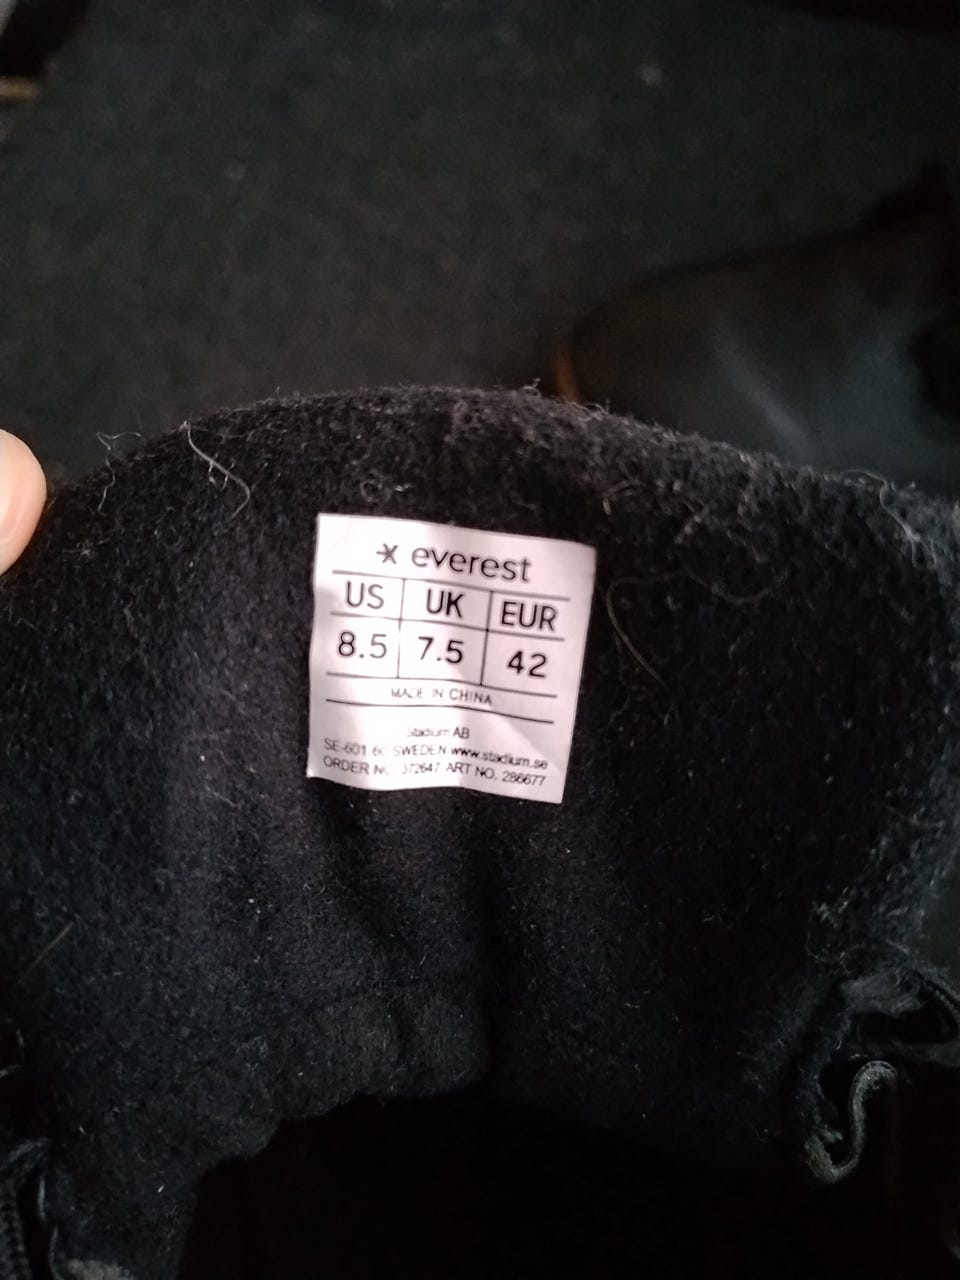 everest
US UK EUR
8.5 7.5 42
MADE IN CHINA
Stadium AB
SE-601 60 SWEDEN www.stadium.se
ORDER NO. 372647 ART NO. 286677